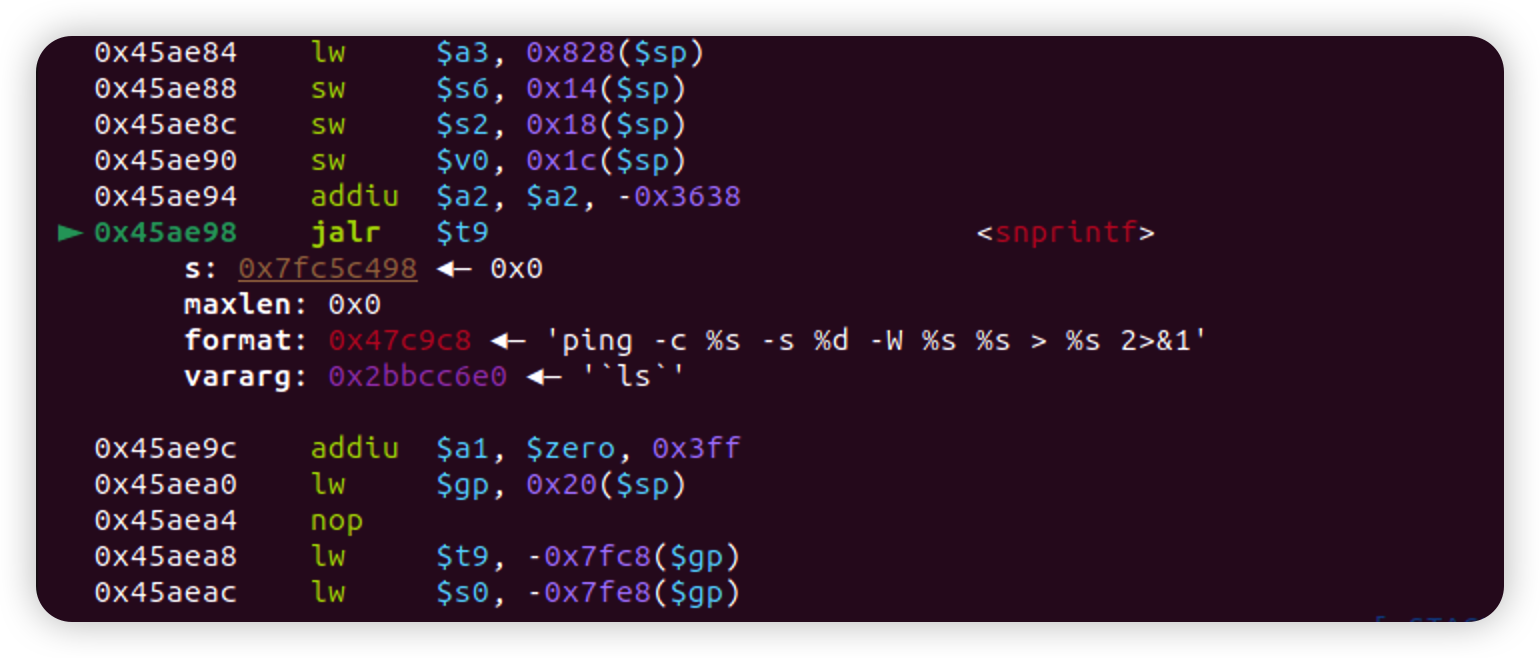 0x45ae84 lw $a3, 0x828($sp)
0x45ae88 sw $s6, 0x14($sp)
0x45ae8c sw $s2, 0x18($sp)
0x45ae90 sw $v0, 0x1c($sp)
0x45ae94 addiu $a2, $a2, -0x3638
► 0x45ae98 jalr $t9 <snprintf>
s: 0x7fc5c498 ◄— 0x0
maxlen: 0x0
format: 0x47c9c8 ◄— 'ping -c %s -s %d -W %s %s > %s 2>&1'
vararg: 0x2bbcc6e0 ◄— '`ls`'
0x45ae9c addiu $a1, $zero, 0x3ff
0x45aea0 lw $gp, 0x20($sp)
0x45aea4 nop
0x45aea8 lw $t9, -0x7fc8($gp)
0x45aeac lw $s0, -0x7fe8($gp)